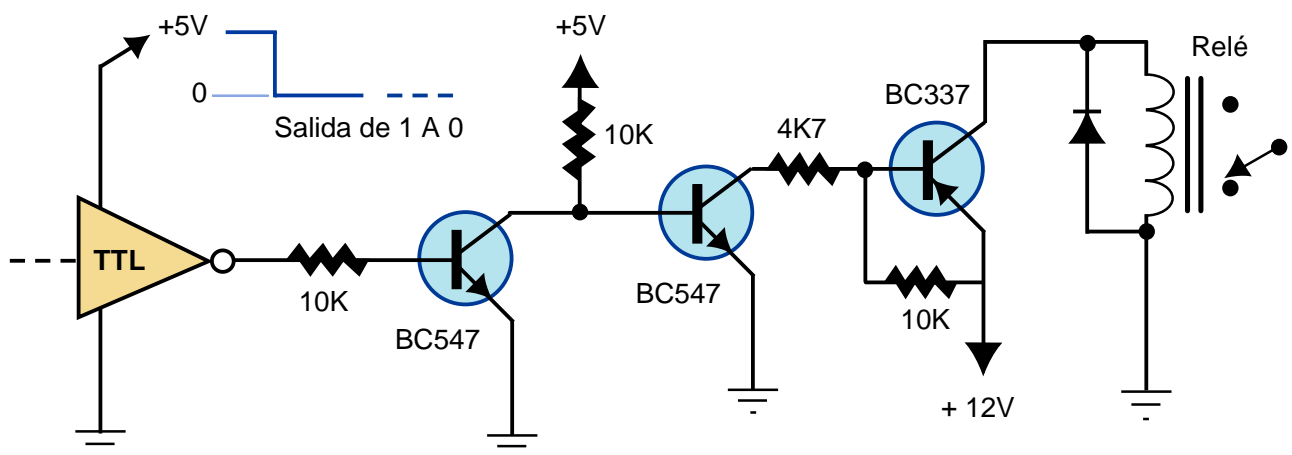 +5V
0
Salida de 1 A 0
TTL
10K
BC547
+5V
10K
BC547
4K7
BC337
10K
+ 12V
Relé